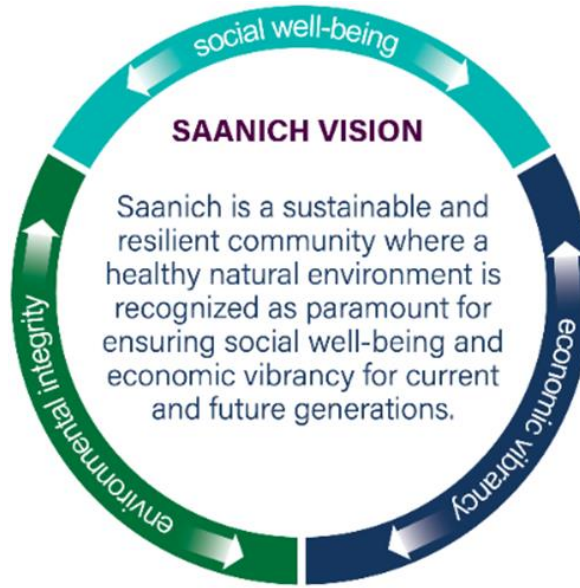 social well-being
SAANICH VISION
Saanich is a sustainable and
resilient community where a
healthy natural environment is
recognized as paramount for
ensuring social well-being and
economic vibrancy for current
and future generations.
environmental integrity
economic vibrancy